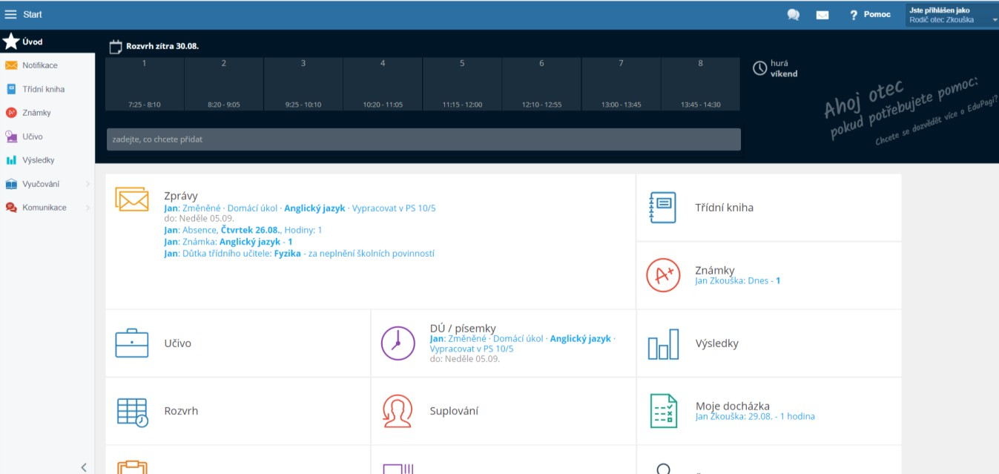 Start
Pomoc
Jste přihlášen jako
Rodič otec Zkouška
Úvod
Notifikace
Třídní kniha
Známky
Učivo
Výsledky
Vyučování
Komunikace
Rozvrh zítra 30.08.
1 2 3 4 5 6 7 8
7:25 - 8:10 8:20 - 9:05 9:25 - 10:10 10:20 - 11:05 11:15 - 12:00 12:10 - 12:55 13:00 - 13:45 13:45 - 14:30
hurá
víkend
Ahoj otec
pokud potřebujete pomoc:
Chcete se dozvědět více o EduPagi?
zadejte, co chcete přidat
Zprávy
Jan: Změněné · Domácí úkol · Anglický jazyk · Vypracovat v PS 10/5
do: Neděle 05.09.
Jan: Absence, Čtvrtek 26.08., Hodiny: 1
Jan: Známka: Anglický jazyk - 1
Jan: Důtka třídního učitele: Fyzika - za neplnění školních povinností
Třídní kniha
A+
Známky
Jan Zkouška: Dnes - 1
Učivo
DÚ / písemky
Jan: Změněné · Domácí úkol · Anglický jazyk ·
Vypracovat v PS 10/5
do: Neděle 05.09.
Výsledky
Rozvrh
Suplování
Moje docházka
Jan Zkouška: 29.08. - 1 hodina